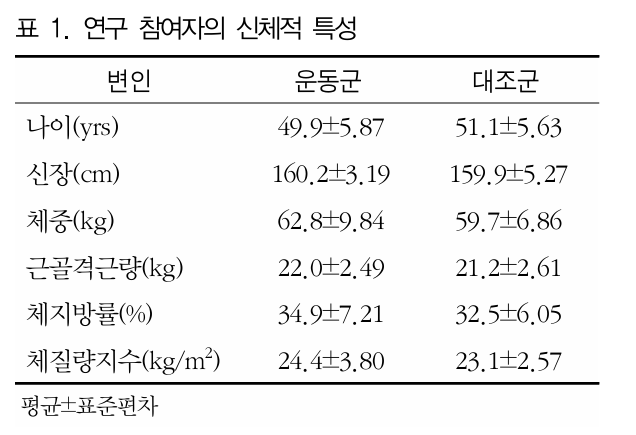 표 1. 연구 참여자의 신체적 특성
변인 운동군 대조군
나이(yrs) 49.9±5.87 51.1±5.63
신장(cm) 160.2±3.19 159.9±5.27
체중(kg) 62.8±9.84 59.7±6.86
근골격근량(kg) 22.0±2.49 21.2±2.61
체지방률(%) 34.9±7.21 32.5±6.05
체질량지수(kg/m²) 24.4±3.80 23.1±2.57
평균±표준편차